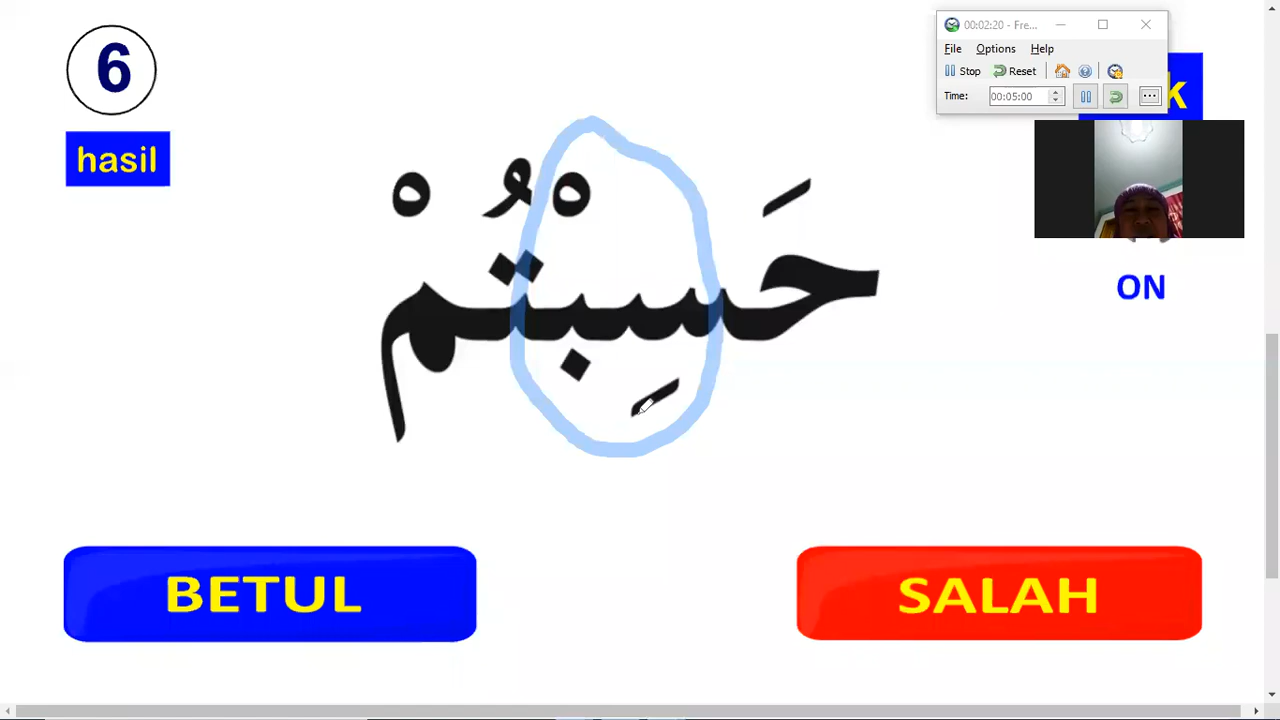 6
00:02:20 - Fre...
File Options Help
Stop Reset
k
Time: 00:05:00
hasil
حَسِبْتُمْ
ON
BETUL
SALAH